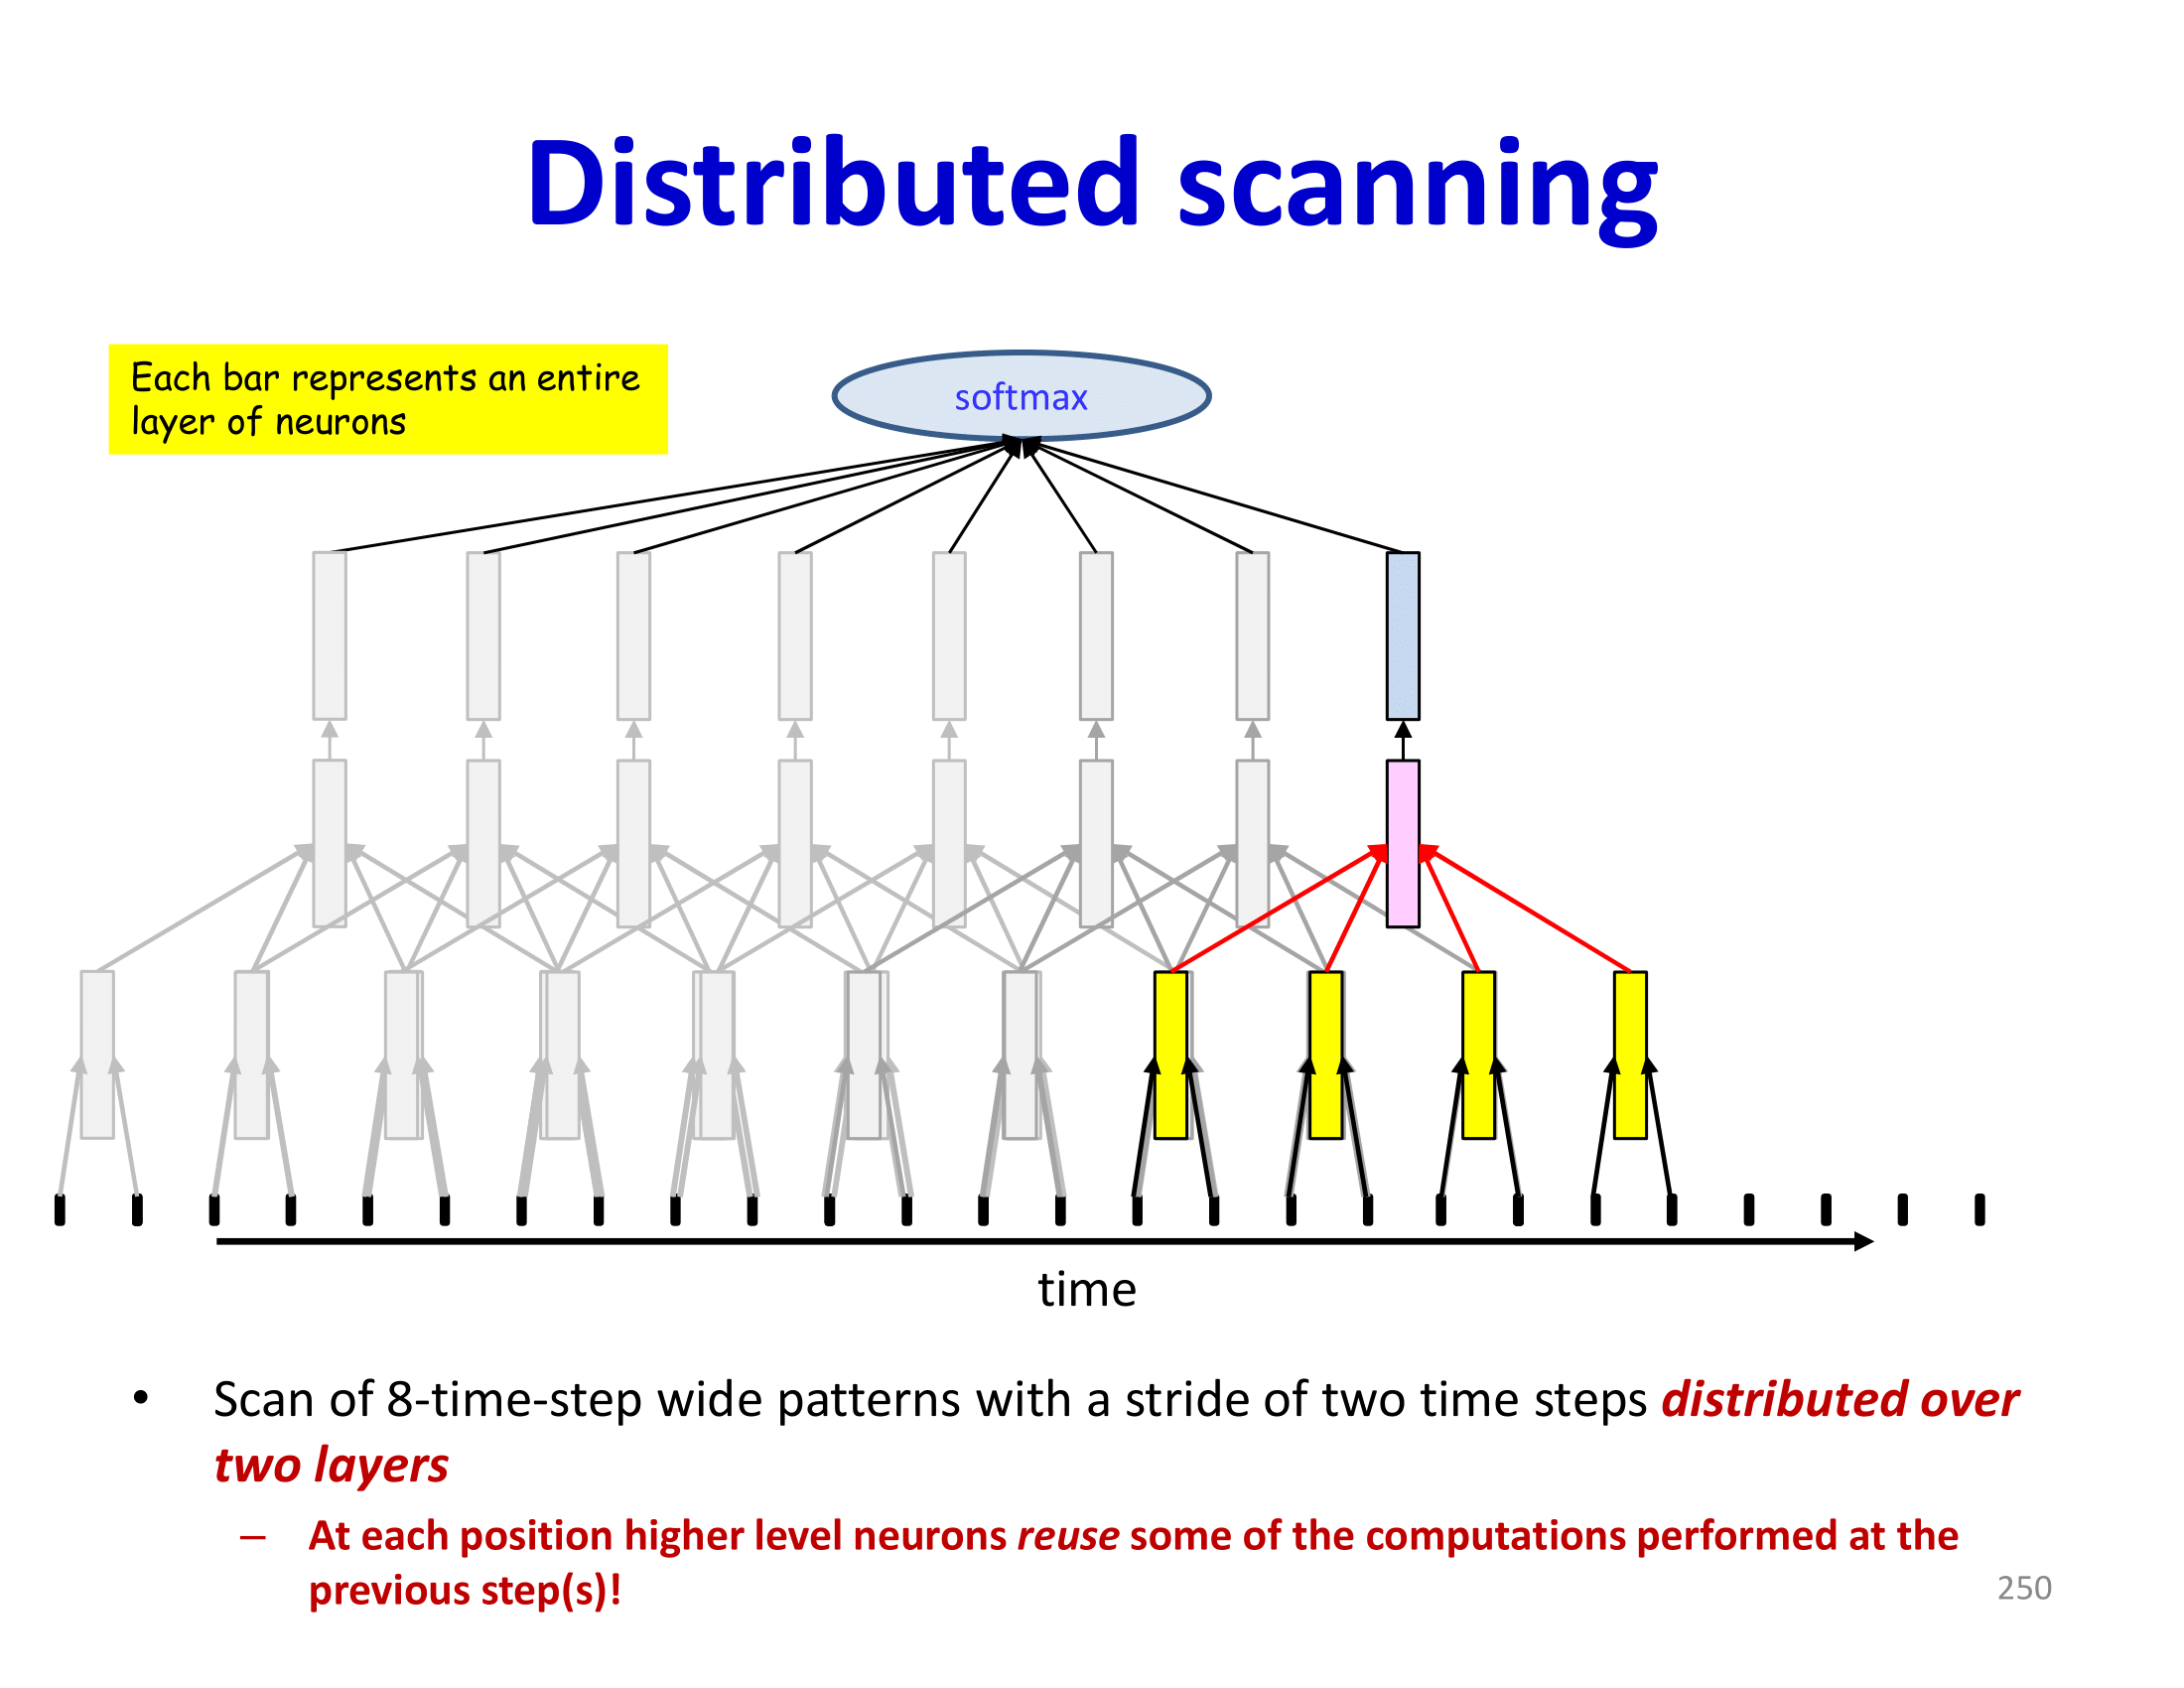 Distributed scanning
Each bar represents an entire
layer of neurons
softmax
time
• Scan of 8-time-step wide patterns with a stride of two time steps distributed over
two layers
– At each position higher level neurons reuse some of the computations performed at the
previous step(s)!
250